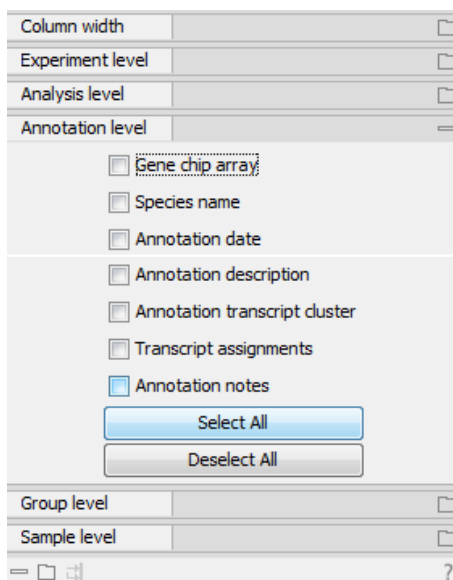 Column width
Experiment level
Analysis level
Annotation level
Gene chip array
Species name
Annotation date
Annotation description
Annotation transcript cluster
Transcript assignments
Annotation notes
Select All
Deselect All
Group level
Sample level
?